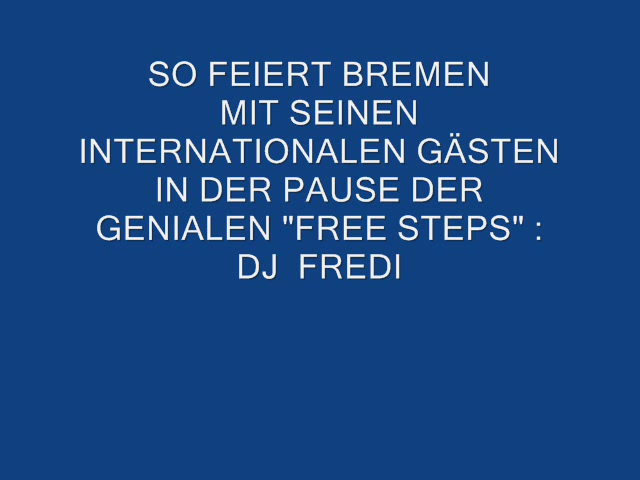 SO FEIERT BREMEN
MIT SEINEN
INTERNATIONALEN GÄSTEN
IN DER PAUSE DER
GENIALEN "FREE STEPS" :
DJ  FREDI